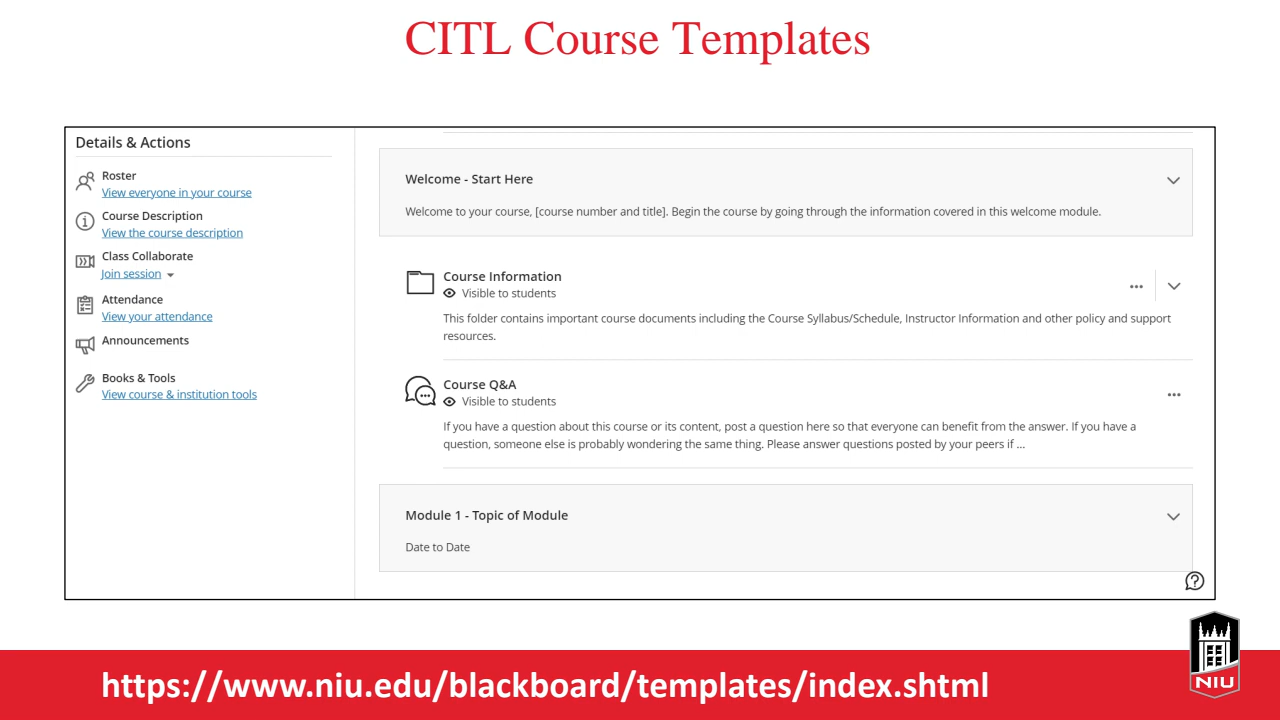 CITL Course Templates
Details & Actions
Roster
View everyone in your course
Course Description
View the course description
Class Collaborate
Join session
Attendance
View your attendance
Announcements
Books & Tools
View course & institution tools
Welcome - Start Here
Welcome to your course, [course number and title]. Begin the course by going through the information covered in this welcome module.
Course Information
Visible to students
This folder contains important course documents including the Course Syllabus/Schedule, Instructor Information and other policy and support
resources.
Course Q&A
Visible to students
If you have a question about this course or its content, post a question here so that everyone can benefit from the answer. If you have a
question, someone else is probably wondering the same thing. Please answer questions posted by your peers if ...
Module 1 - Topic of Module
Date to Date
https://www.niu.edu/blackboard/templates/index.shtml
NIU